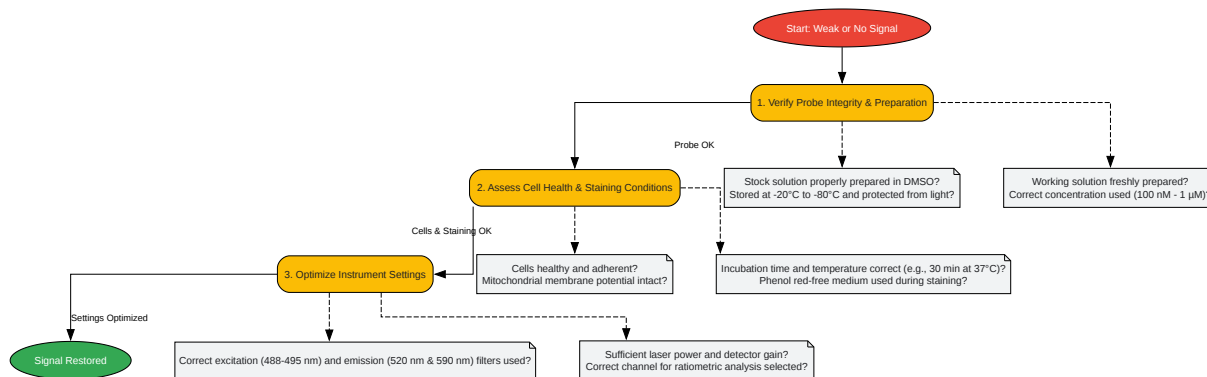 Start: Weak or No Signal
1. Verify Probe Integrity & Preparation
Probe OK
Stock solution properly prepared in DMSO?
Stored at -20°C to -80°C and protected from light?
Working solution freshly prepared?
Correct concentration used (100 nM - 1 µM)?
2. Assess Cell Health & Staining Conditions
Cells & Staining OK
Cells healthy and adherent?
Mitochondrial membrane potential intact?
Incubation time and temperature correct (e.g., 30 min at 37°C)?
Phenol red-free medium used during staining?
3. Optimize Instrument Settings
Settings Optimized
Signal Restored
Correct excitation (488-495 nm) and emission (520 nm & 590 nm) filters used?
Sufficient laser power and detector gain?
Correct channel for ratiometric analysis selected?